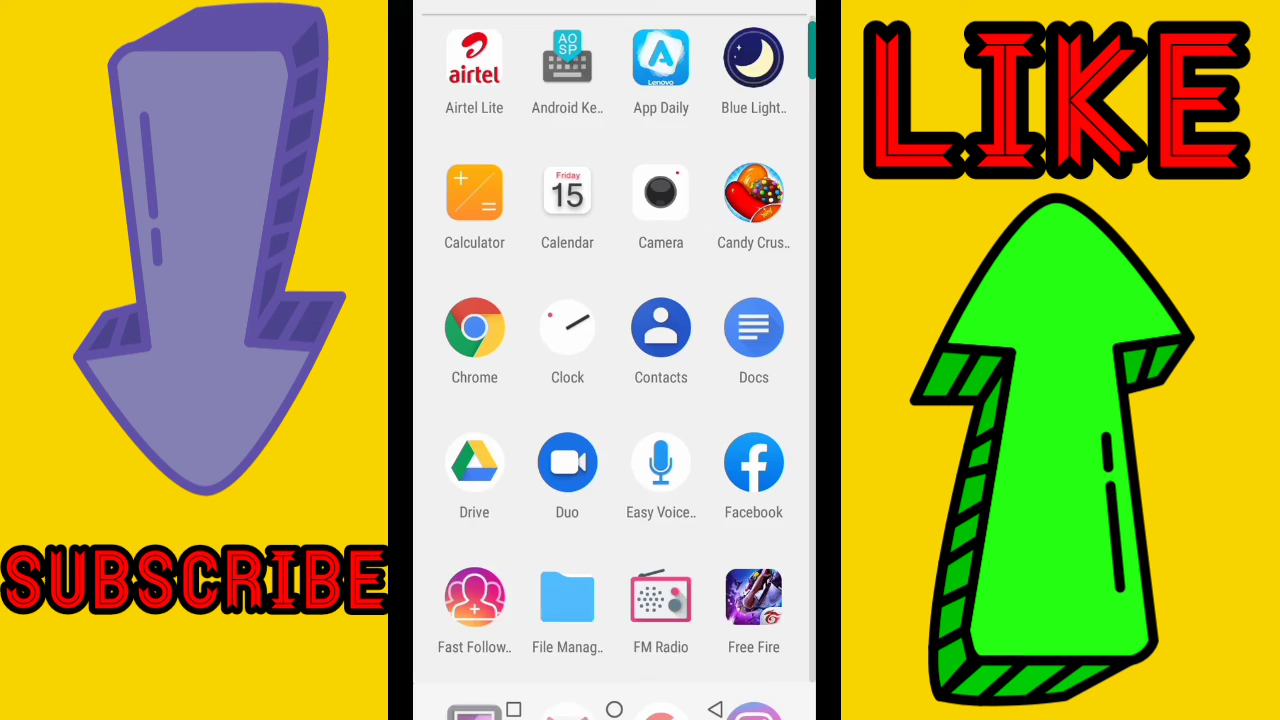 LIKE
SUBSCRIBE
AO
SP
airtel
Lenovo
Airtel Lite
Android Ke..
App Daily
Blue Light..
Friday
15
Calculator
Calendar
Camera
Candy Crus..
Chrome
Clock
Contacts
Docs
Drive
Duo
Easy Voice..
Facebook
Fast Follow..
File Manag..
FM Radio
Free Fire